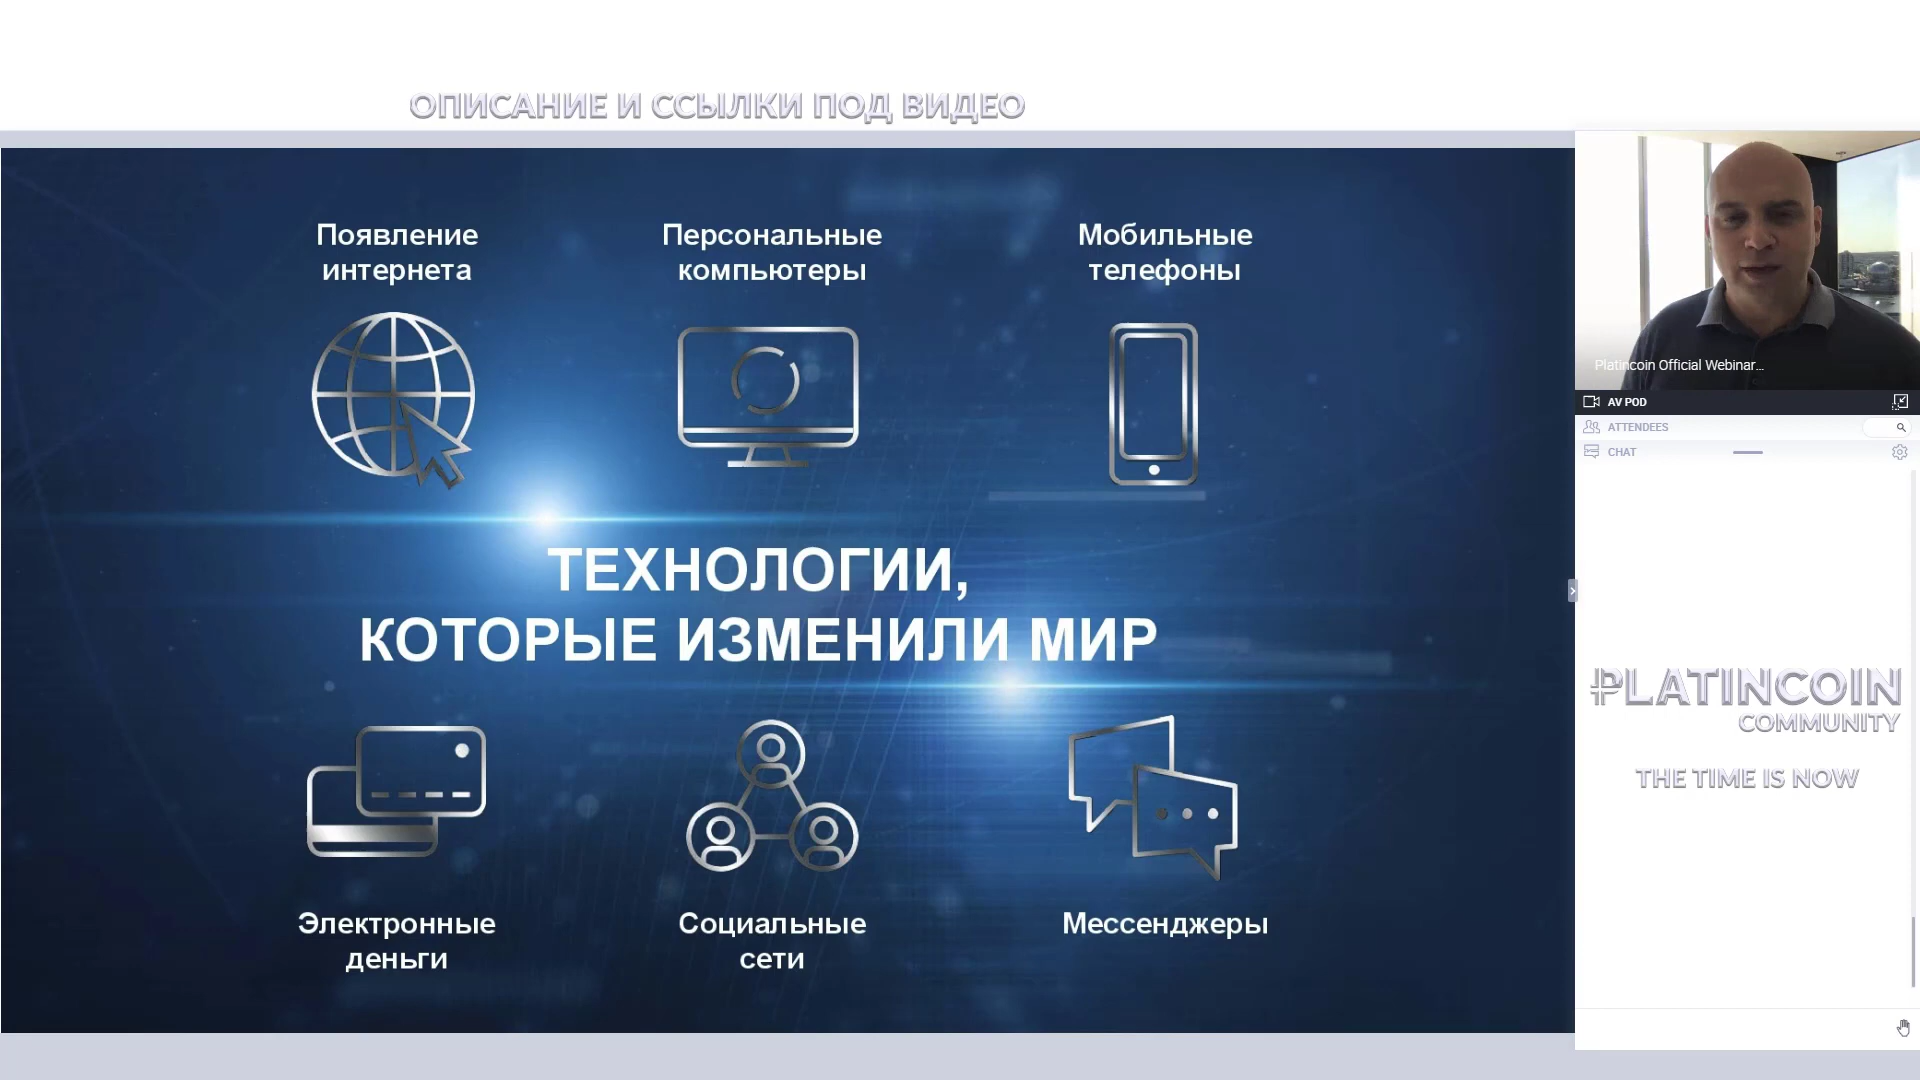 ОПИСАНИЕ И ССЫЛКИ ПОД ВИДЕО
Появление
интернета
Персональные
компьютеры
Мобильные
телефоны
ТЕХНОЛОГИИ,
КОТОРЫЕ ИЗМЕНИЛИ МИР
Электронные
деньги
Социальные
сети
Мессенджеры
Platincoin Official Webinar...
AV POD
ATTENDEES
CHAT
PLATINCOIN
COMMUNITY
THE TIME IS NOW